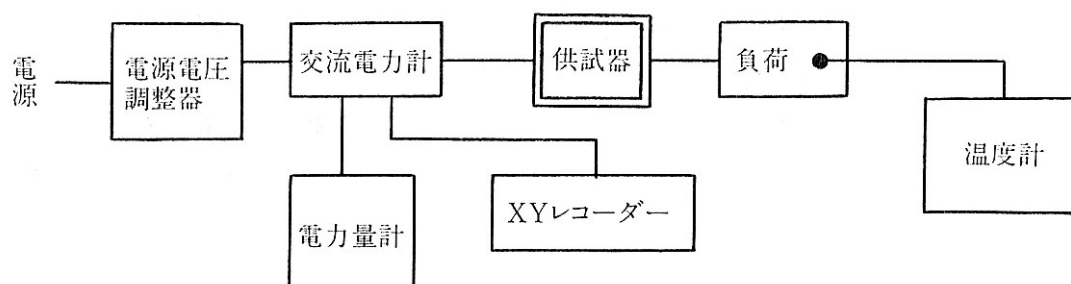 電源
電源電圧
調整器
交流電力計
供試器
負荷
温度計
電力量計
XYレコーダー